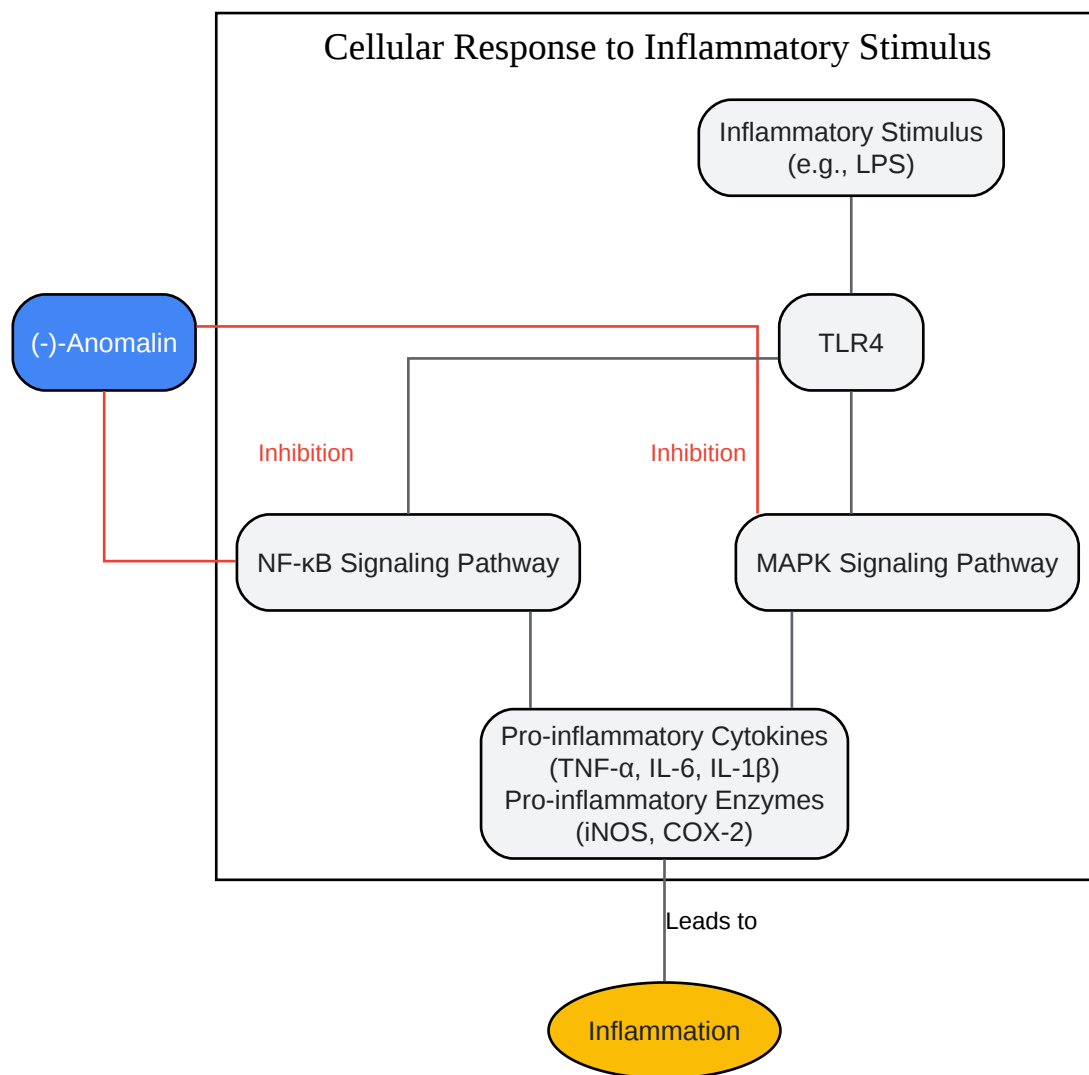 Cellular Response to Inflammatory Stimulus
Inflammatory Stimulus
(e.g., LPS)
(-)-Anomalin
TLR4
Inhibition
Inhibition
NF-κB Signaling Pathway
MAPK Signaling Pathway
Pro-inflammatory Cytokines
(TNF-α, IL-6, IL-1β)
Pro-inflammatory Enzymes
(iNOS, COX-2)
Leads to
Inflammation